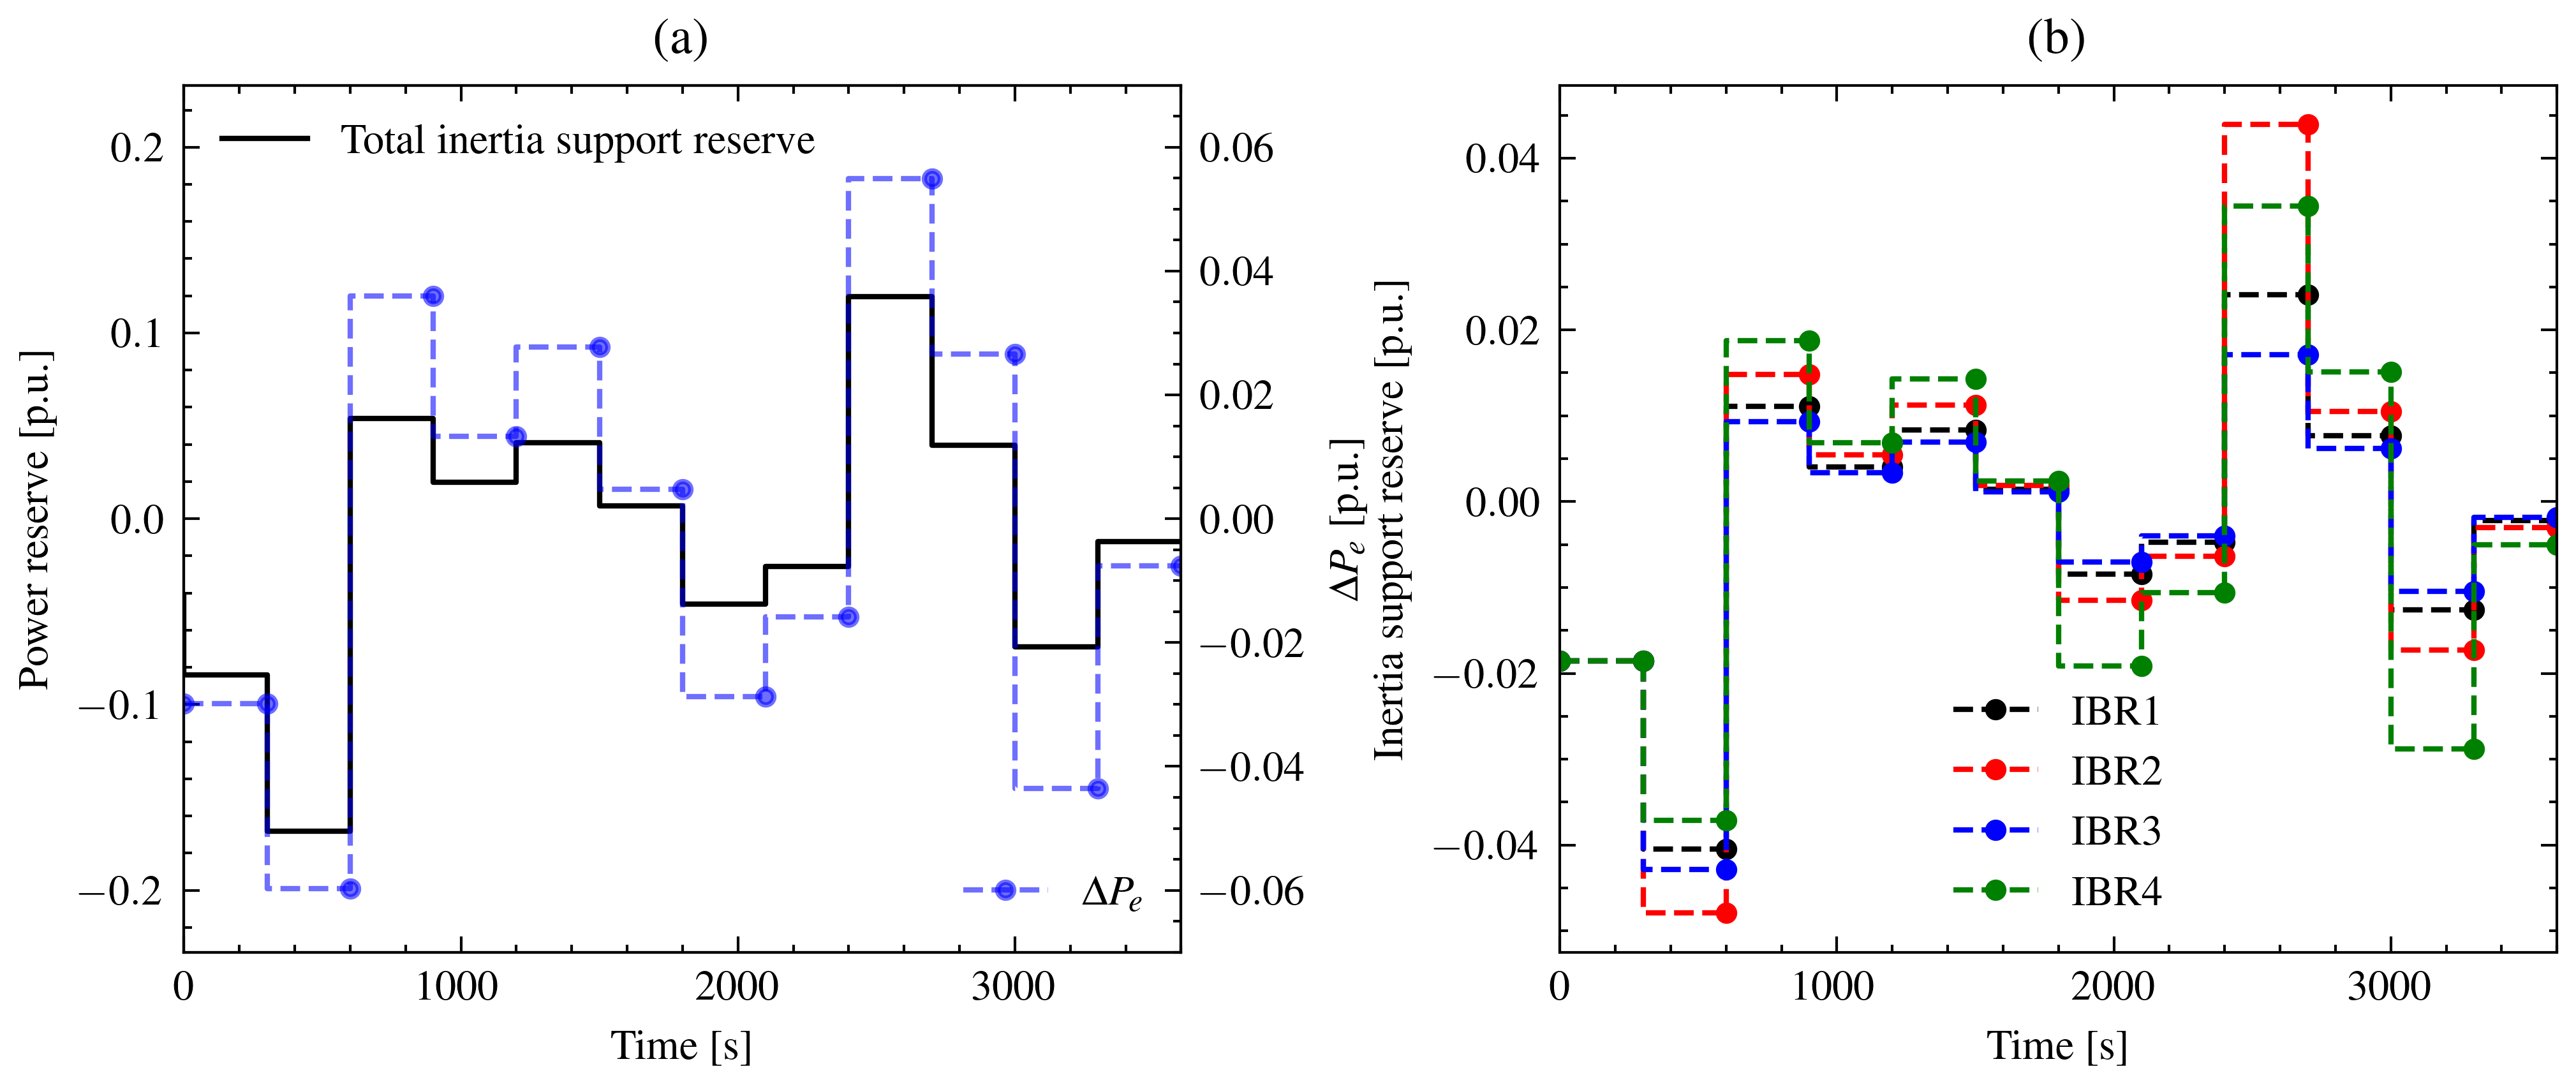 (a)
Power reserve [p.u.]
0.2
0.1
0.0
−0.1
−0.2
Total inertia support reserve
ΔPₑ
0.06
0.04
0.02
0.00
−0.02
−0.04
−0.06
ΔPₑ [p.u.]
0 1000 2000 3000
Time [s]
(b)
Inertia support reserve [p.u.]
0.04
0.02
0.00
−0.02
−0.04
IBR1
IBR2
IBR3
IBR4
0 1000 2000 3000
Time [s]